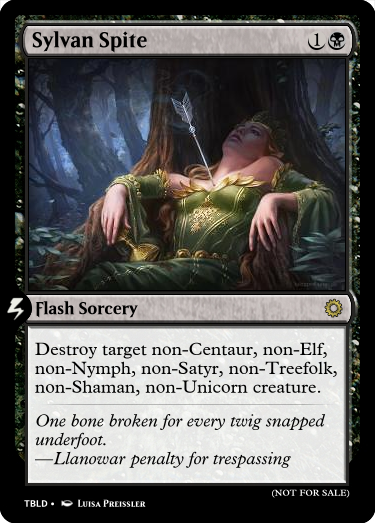 Sylvan Spite 1
Flash Sorcery
Destroy target non-Centaur, non-Elf,
non-Nymph, non-Satyr, non-Treefolk,
non-Shaman, non-Unicorn creature.
One bone broken for every twig snapped
underfoot.
—Llanowar penalty for trespassing
(NOT FOR SALE)
TBLD • Luisa Preissler